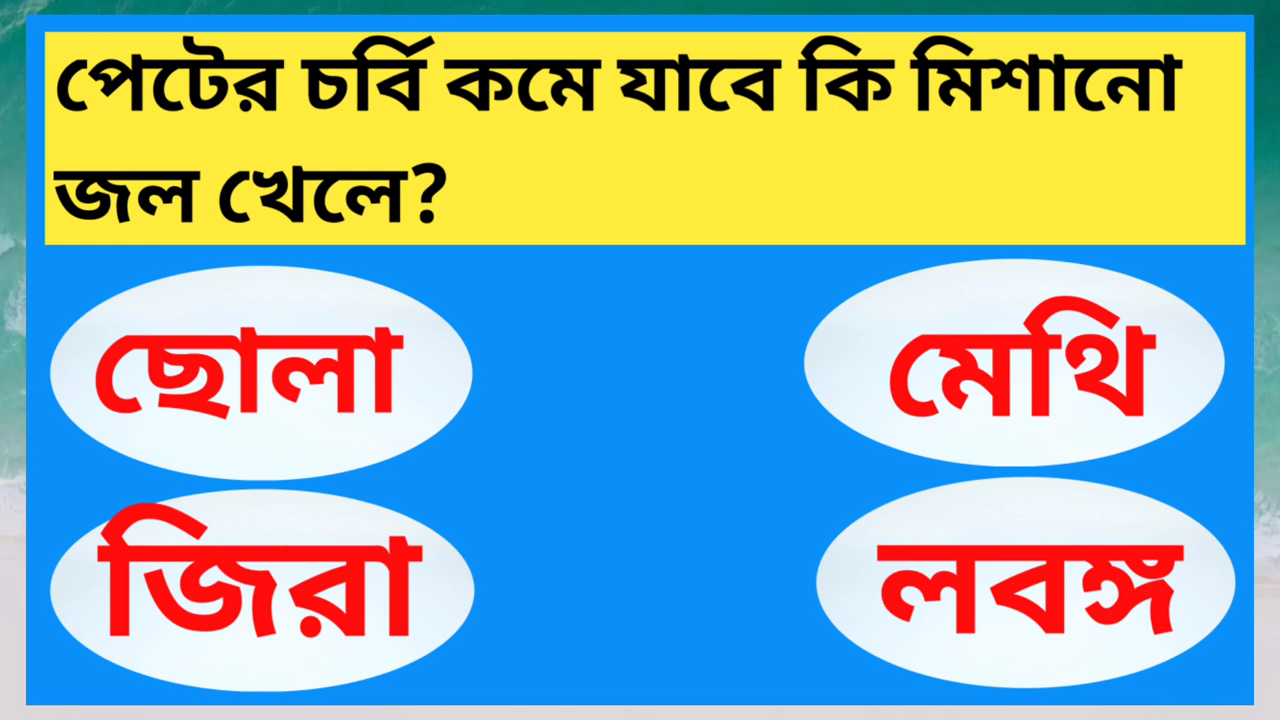 পেটের চর্বি কমে যাবে কি মিশানো
জল খেলে?
ছোলা
মেথি
জিরা
লবঙ্গ